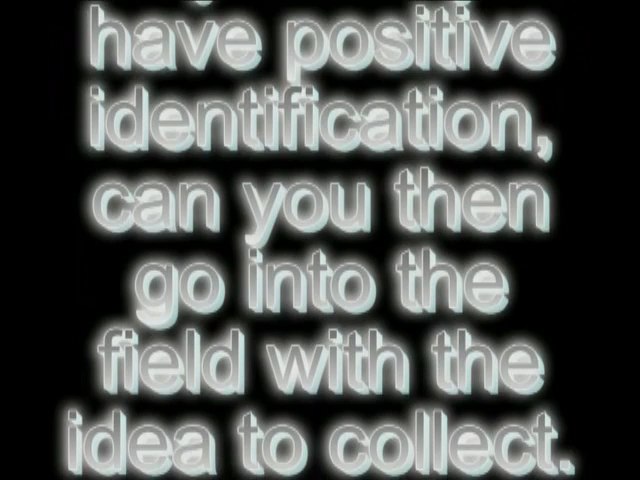 have positive
identification,
can you then
go into the
field with the
idea to collect.